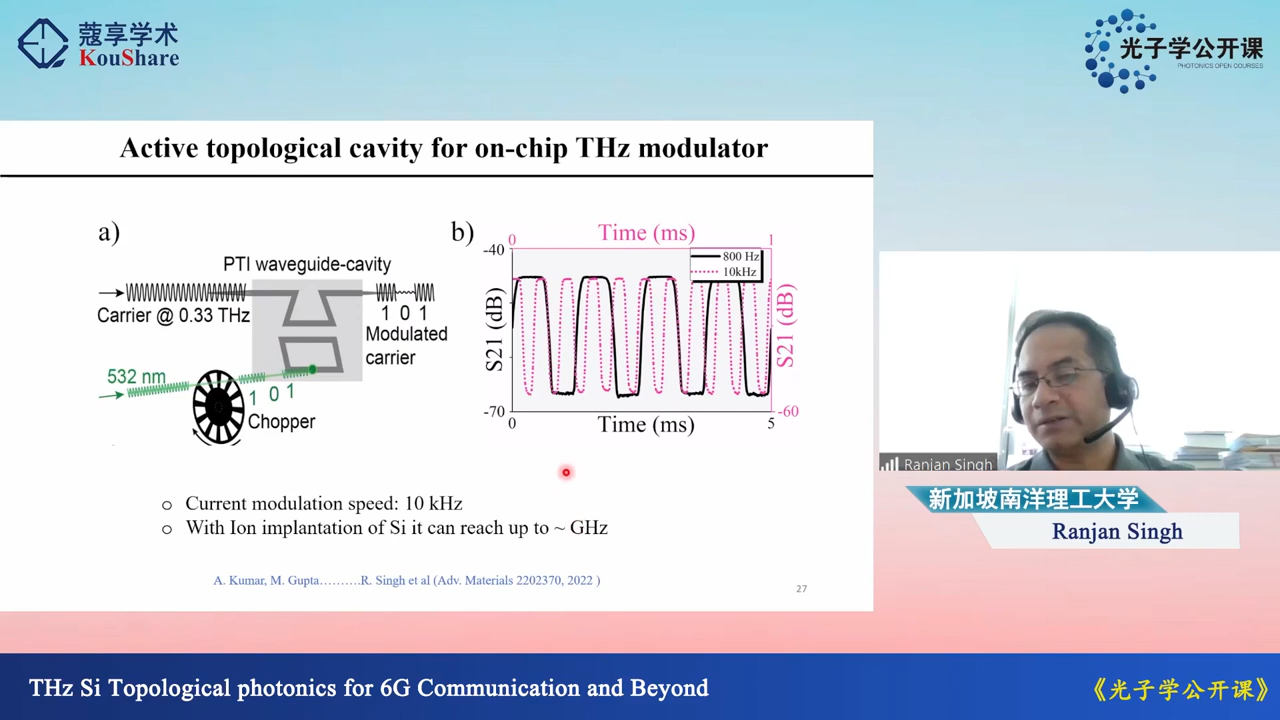 蔻享学术
KouShare
光子学公开课
PHOTONICS OPEN COURSES
Active topological cavity for on-chip THz modulator
a)
PTI waveguide-cavity
Carrier @ 0.33 THz
1 0 1
Modulated
carrier
532 nm
1 0 1
Chopper
b)
0 Time (ms) 1
-40
800 Hz
10kHz
S21 (dB)
S21 (dB)
-70
-60
0 Time (ms) 5
o Current modulation speed: 10 kHz
o With Ion implantation of Si it can reach up to ~ GHz
A. Kumar, M. Gupta……….R. Singh et al (Adv. Materials 2202370, 2022 )
27
Ranjan Singh
新加坡南洋理工大学
Ranjan Singh
THz Si Topological photonics for 6G Communication and Beyond
《光子学公开课》